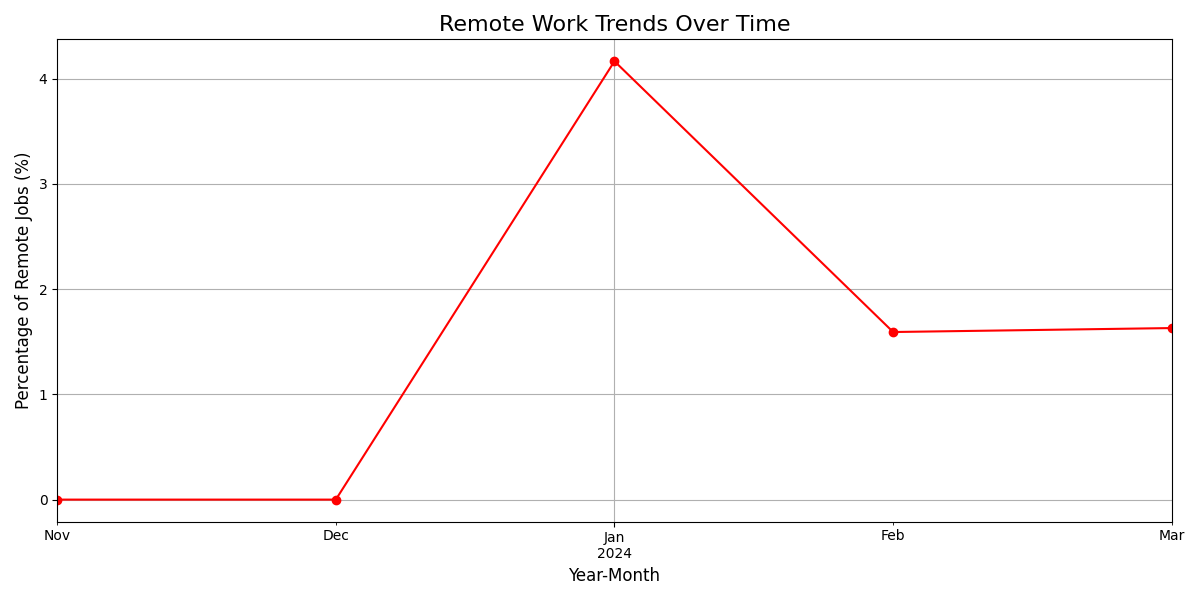 Remote Work Trends Over Time
Percentage of Remote Jobs (%)
4
3
2
1
0
Nov
Dec
Jan
2024
Feb
Mar
Year-Month